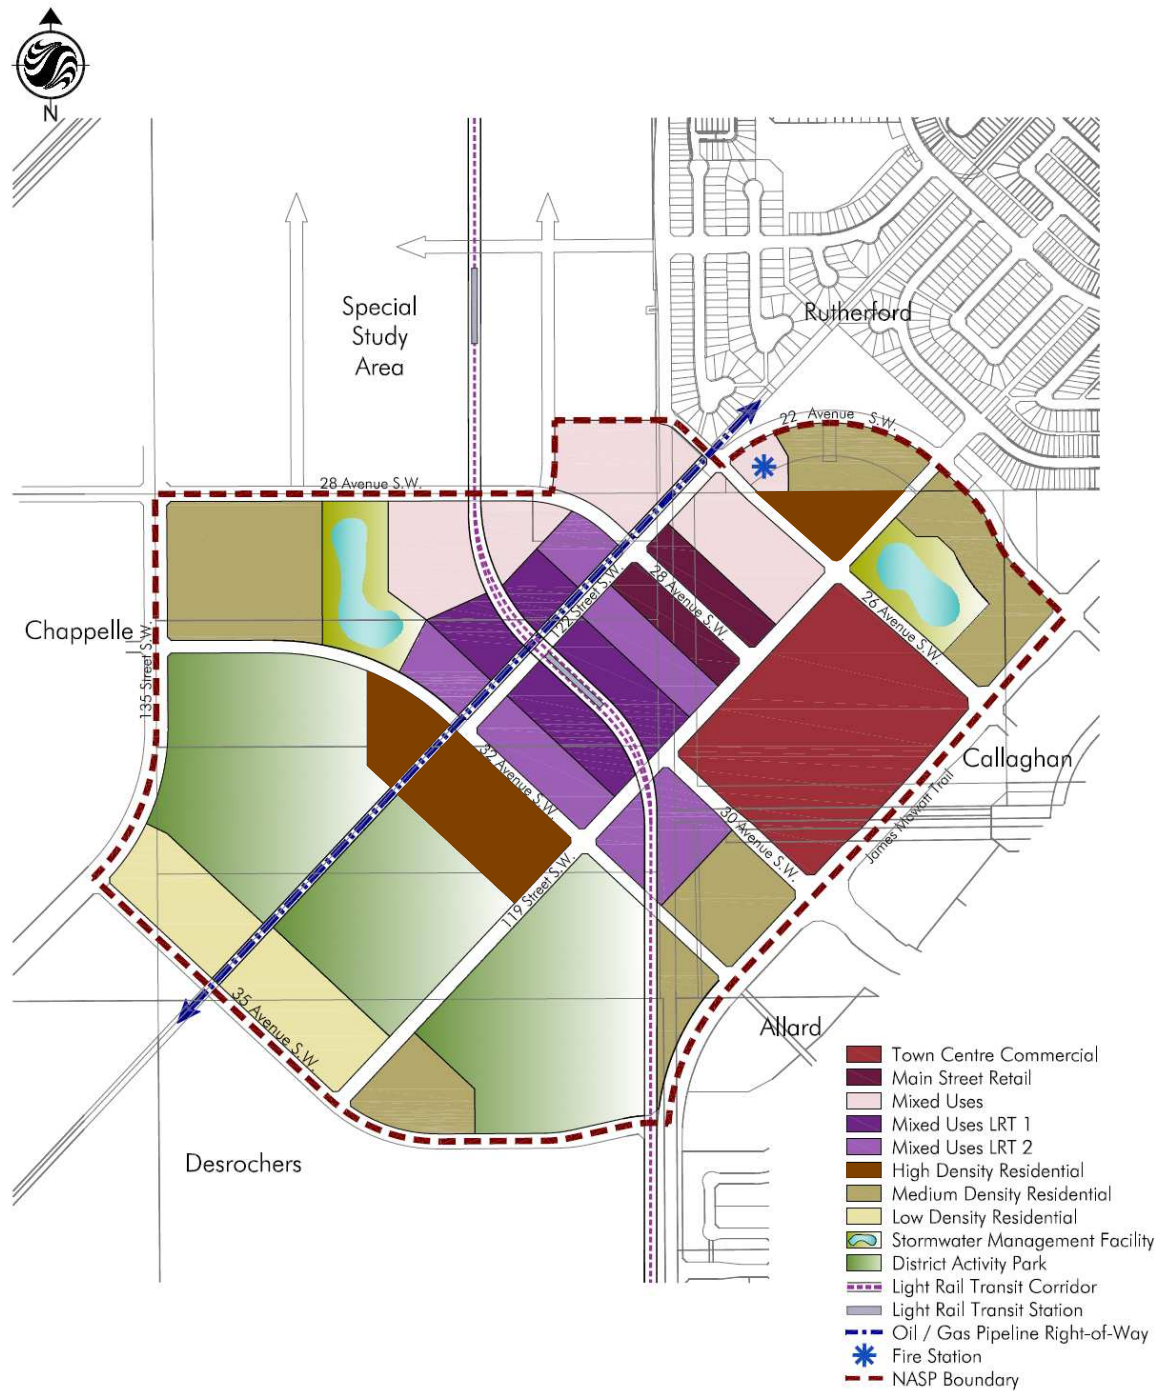 N
Special
Study
Area
Rutherford
22 Avenue S.W.
28 Avenue S.W.
28 Avenue S.W.
122 Street S.W.
26 Avenue S.W.
Chappelle
135 Street S.W.
32 Avenue S.W.
Callaghan
James Mowatt Trail
30 Avenue S.W.
119 Street S.W.
35 Avenue S.W.
Allard
Desrochers
Town Centre Commercial
Main Street Retail
Mixed Uses
Mixed Uses LRT 1
Mixed Uses LRT 2
High Density Residential
Medium Density Residential
Low Density Residential
Stormwater Management Facility
District Activity Park
Light Rail Transit Corridor
Light Rail Transit Station
Oil / Gas Pipeline Right-of-Way
Fire Station
NASP Boundary